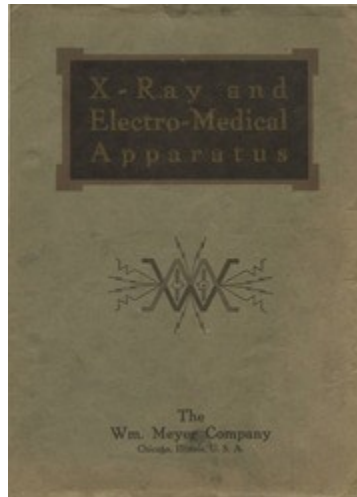 X-Ray and
Electro-Medical
Apparatus
The
Wm. Meyer Company
Chicago, Illinois, U. S. A.